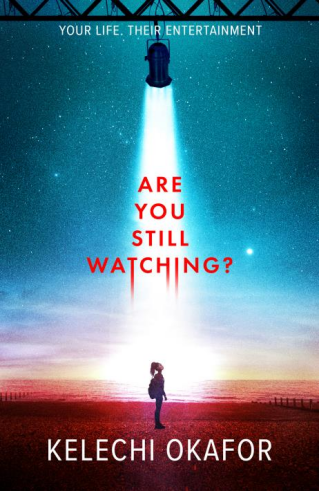 YOUR LIFE. THEIR ENTERTAINMENT
ARE
YOU
STILL
WATCHING?
KELECHI OKAFOR